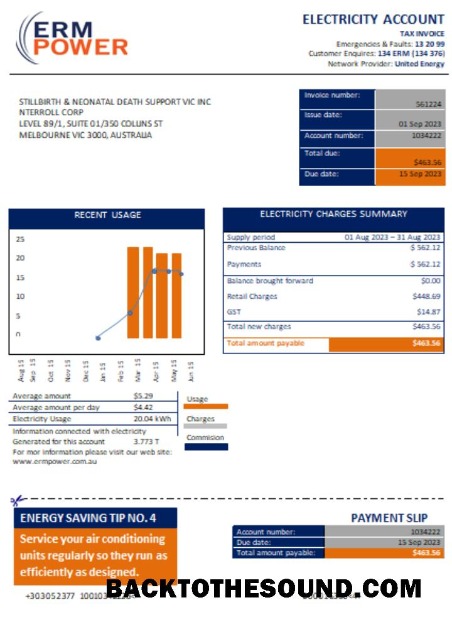 ERM
POWER
ELECTRICITY ACCOUNT
TAX INVOICE
Emergencies & Faults: 13 20 99
Customer Enquires: 134 ERM (134 376)
Network Provider: United Energy
STILLBIRTH & NEONATAL DEATH SUPPORT VIC INC
NTERROLL CORP
LEVEL 89/1, SUITE 01/350 COLLINS ST
MELBOURNE VIC 3000, AUSTRALIA
Invoice number: 561224
Issue date: 01 Sep 2023
Account number: 1034222
Total due: $463.56
Due date: 15 Sep 2023
RECENT USAGE
25
20
15
10
5
0
Aug 15 Sep 15 Oct 15 Nov 15 Dec 15 Jan 15 Feb 15 Mar 15 Apr 15 May 15 Jun 15
ELECTRICITY CHARGES SUMMARY
Supply period 01 Aug 2023 – 31 Aug 2023
Previous Balance $ 562.12
Payments $ 562.12
Balance brought forward $0.00
Retail Charges $448.69
GST $14.87
Total new charges $463.56
Total amount payable $463.56
Average amount $5.29
Average amount per day $4.42
Electricity Usage 20.04 kWh
Information connected with electricity
Generated for this account 3.773 T
For mor information please visit our web site:
www.ermpower.com.au
Usage
Charges
Commision
ENERGY SAVING TIP NO. 4
Service your air conditioning
units regularly so they run as
efficiently as designed.
PAYMENT SLIP
Account number: 1034222
Due date: 15 Sep 2023
Total amount payable: $463.56
BACKTOTHESOUND.COM
+303052377